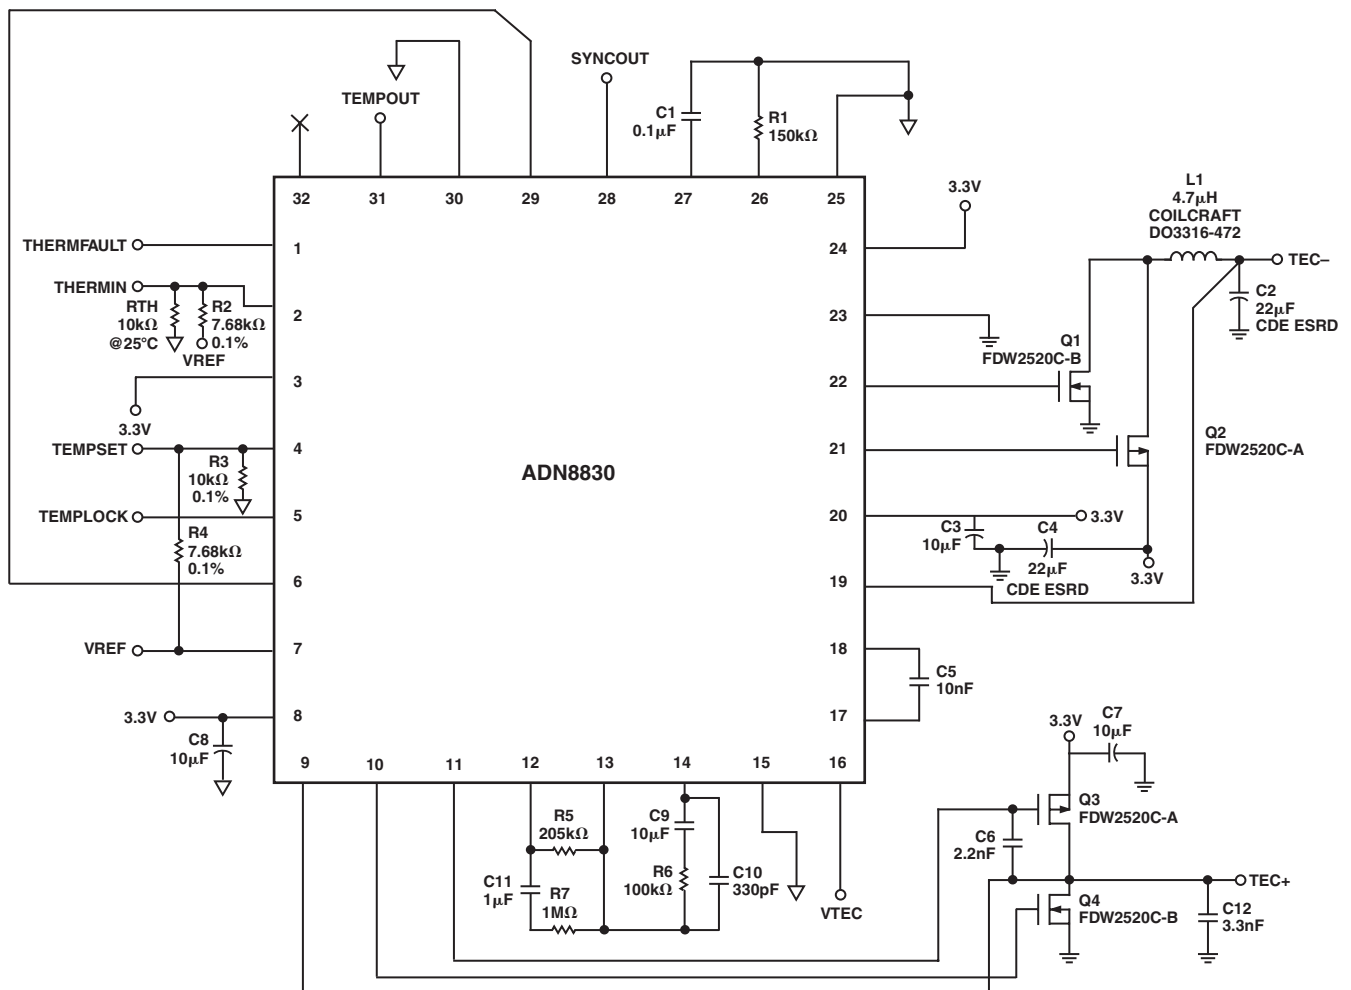 SYNCOUT
TEMPOUT
C1
0.1μF
R1
150kΩ
32
31
30
29
28
27
26
25
THERMFAULT
1
THERMIN
RTH
10kΩ
@25°C
R2
7.68kΩ
0.1%
VREF
2
3
3.3V
TEMPSET
4
R3
10kΩ
0.1%
TEMPLOCK
5
R4
7.68kΩ
0.1%
6
VREF
7
3.3V
8
C8
10μF
ADN8830
24
3.3V
L1
4.7μH
COILCRAFT
DO3316-472
TEC–
C2
22μF
CDE ESRD
23
Q1
FDW2520C-B
22
Q2
FDW2520C-A
21
20
3.3V
C3
10μF
C4
22μF
CDE ESRD
3.3V
19
18
C5
10nF
17
9
10
11
12
13
14
15
16
R5
205kΩ
C11
1μF
R7
1MΩ
C9
10μF
R6
100kΩ
C10
330pF
VTEC
3.3V
C7
10μF
Q3
FDW2520C-A
C6
2.2nF
TEC+
Q4
FDW2520C-B
C12
3.3nF